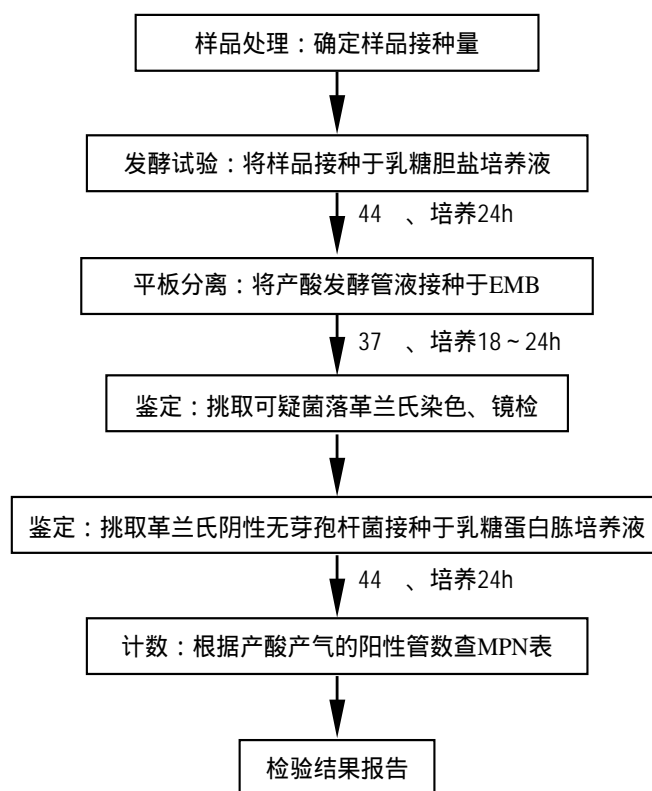 样品处理：确定样品接种量
发酵试验：将样品接种于乳糖胆盐培养液
44 、培养24h
平板分离：将产酸发酵管液接种于EMB
37 、培养18～24h
鉴定：挑取可疑菌落革兰氏染色、镜检
鉴定：挑取革兰氏阴性无芽孢杆菌接种于乳糖蛋白胨培养液
44 、培养24h
计数：根据产酸产气的阳性管数查MPN表
检验结果报告